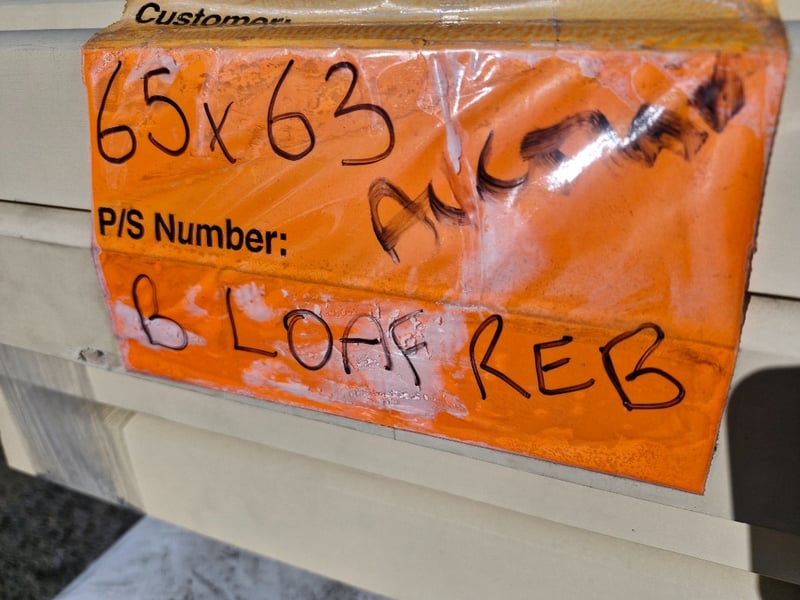 Customer:
65x63
P/S Number:
B LOAF REB